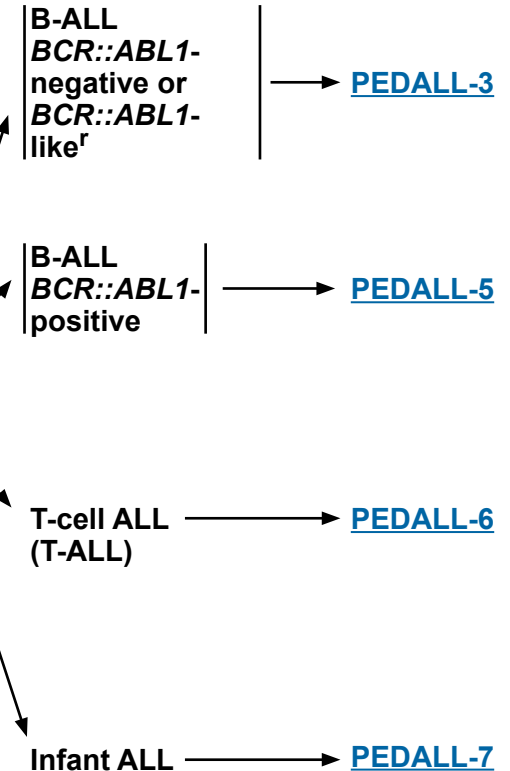 B-ALL
BCR::ABL1-
negative or
BCR::ABL1-
likeʳ
PEDALL-3
B-ALL
BCR::ABL1-
positive
PEDALL-5
T-cell ALL
(T-ALL)
PEDALL-6
Infant ALL
PEDALL-7